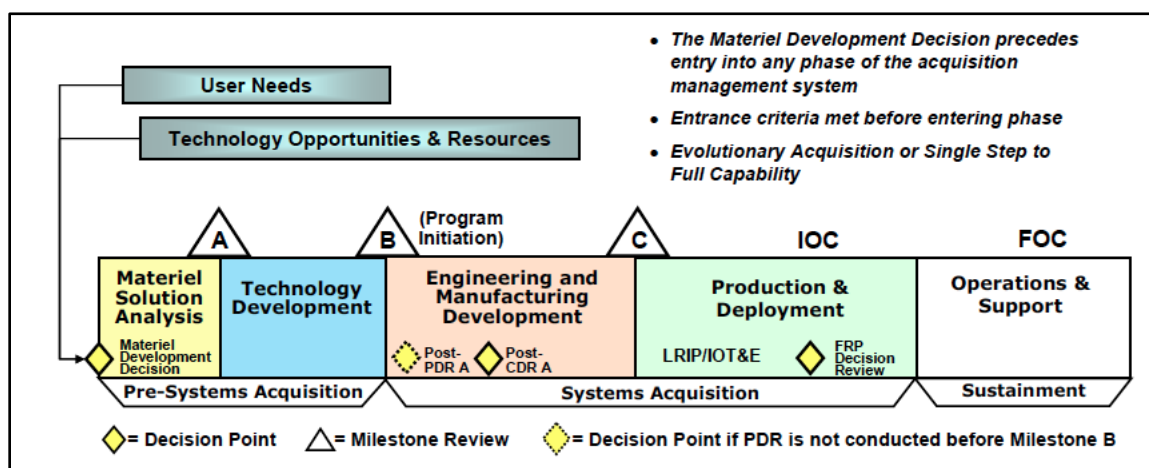 User Needs
Technology Opportunities & Resources
• The Materiel Development Decision precedes
entry into any phase of the acquisition
management system
• Entrance criteria met before entering phase
• Evolutionary Acquisition or Single Step to
Full Capability
A
B
(Program
Initiation)
C
IOC
FOC
Materiel
Solution
Analysis
Technology
Development
Engineering and
Manufacturing
Development
Production &
Deployment
Operations &
Support
Materiel
Development
Decision
Post-
PDR A
Post-
CDR A
LRIP/IOT&E
FRP
Decision
Review
Pre-Systems Acquisition
Systems Acquisition
Sustainment
= Decision Point
= Milestone Review
= Decision Point if PDR is not conducted before Milestone B